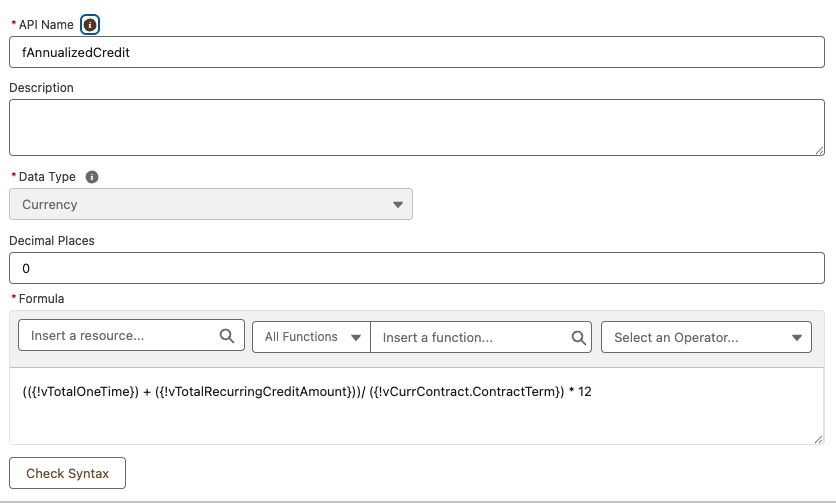 * API Name i
fAnnualizedCredit
Description
* Data Type i
Currency
Decimal Places
0
* Formula
Insert a resource... All Functions Insert a function... Select an Operator...
(({!vTotalOneTime}) + ({!vTotalRecurringCreditAmount}))/ ({!vCurrContract.ContractTerm}) * 12
Check Syntax